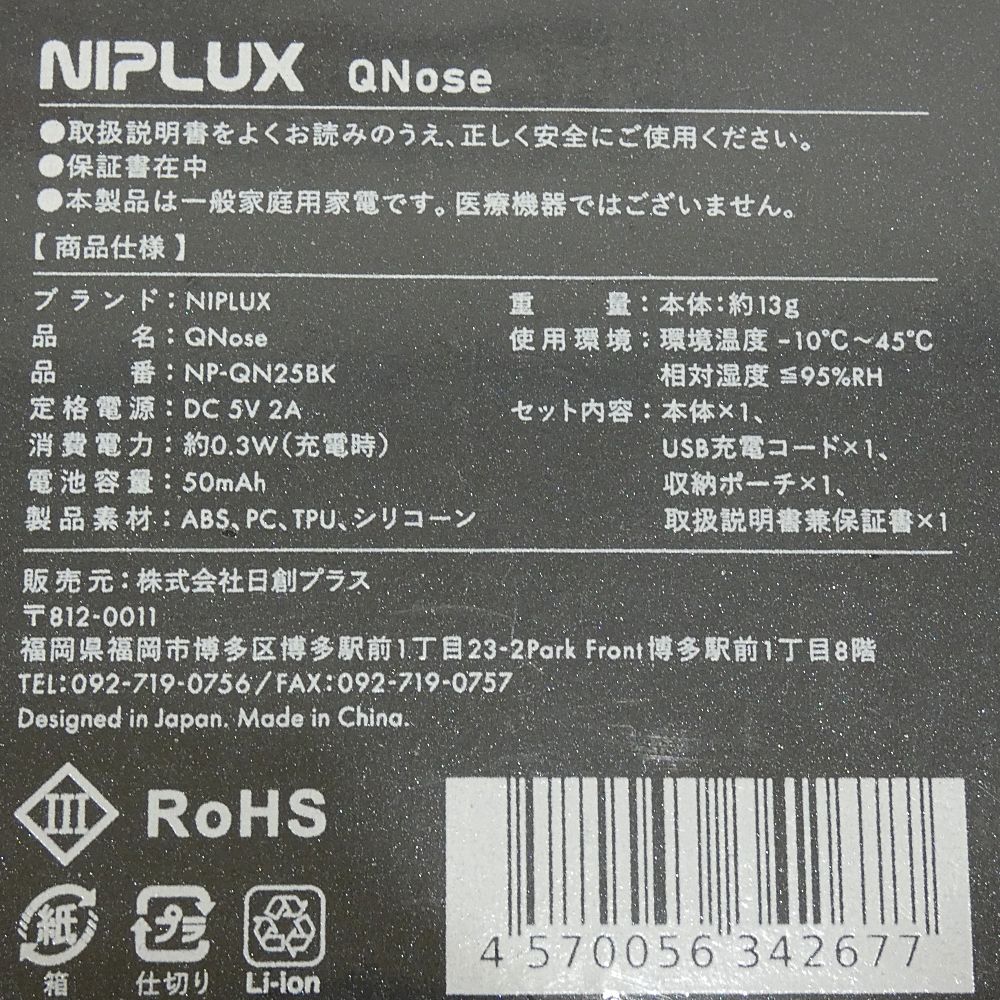 NIPLUX QNose
●取扱説明書をよくお読みのうえ、正しく安全にご使用ください。
●保証書在中
●本製品は一般家庭用家電です。医療機器ではございません。
【商品仕様】
ブランド：NIPLUX
品名：QNose
品番：NP-QN25BK
定格電源：DC 5V 2A
消費電力：約0.3W（充電時）
電池容量：50mAh
製品素材：ABS、PC、TPU、シリコーン
重量：本体：約13g
使用環境：環境温度 -10℃～45℃
相対湿度 ≦95%RH
セット内容：本体×1、
USB充電コード×1、
収納ポーチ×1、
取扱説明書兼保証書×1
販売元：株式会社日創プラス
〒812-0011
福岡県福岡市博多区博多駅前1丁目23-2Park Front博多駅前1丁目8階
TEL:092-719-0756/FAX:092-719-0757
Designed in Japan. Made in China.
III RoHS
紙 プラ
箱 仕切り Li-ion
4 570056 342677